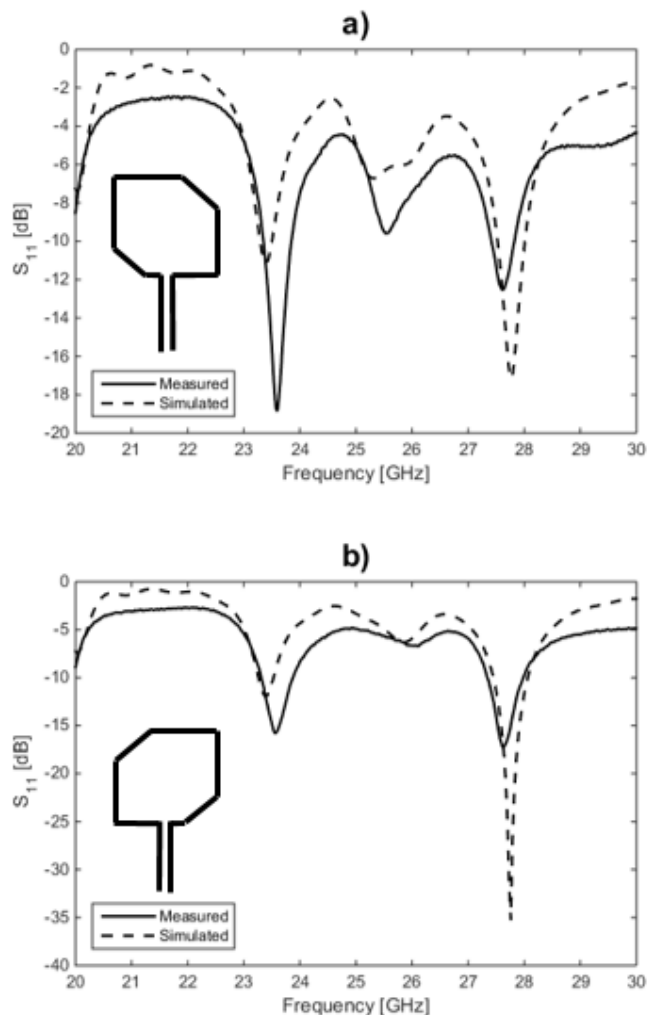 a)
0
-2
-4
-6
-8
-10
-12
-14
-16
-18
-20
S11 [dB]
Measured
Simulated
20 21 22 23 24 25 26 27 28 29 30
Frequency [GHz]
b)
0
-5
-10
-15
-20
-25
-30
-35
-40
S11 [dB]
Measured
Simulated
20 21 22 23 24 25 26 27 28 29 30
Frequency [GHz]